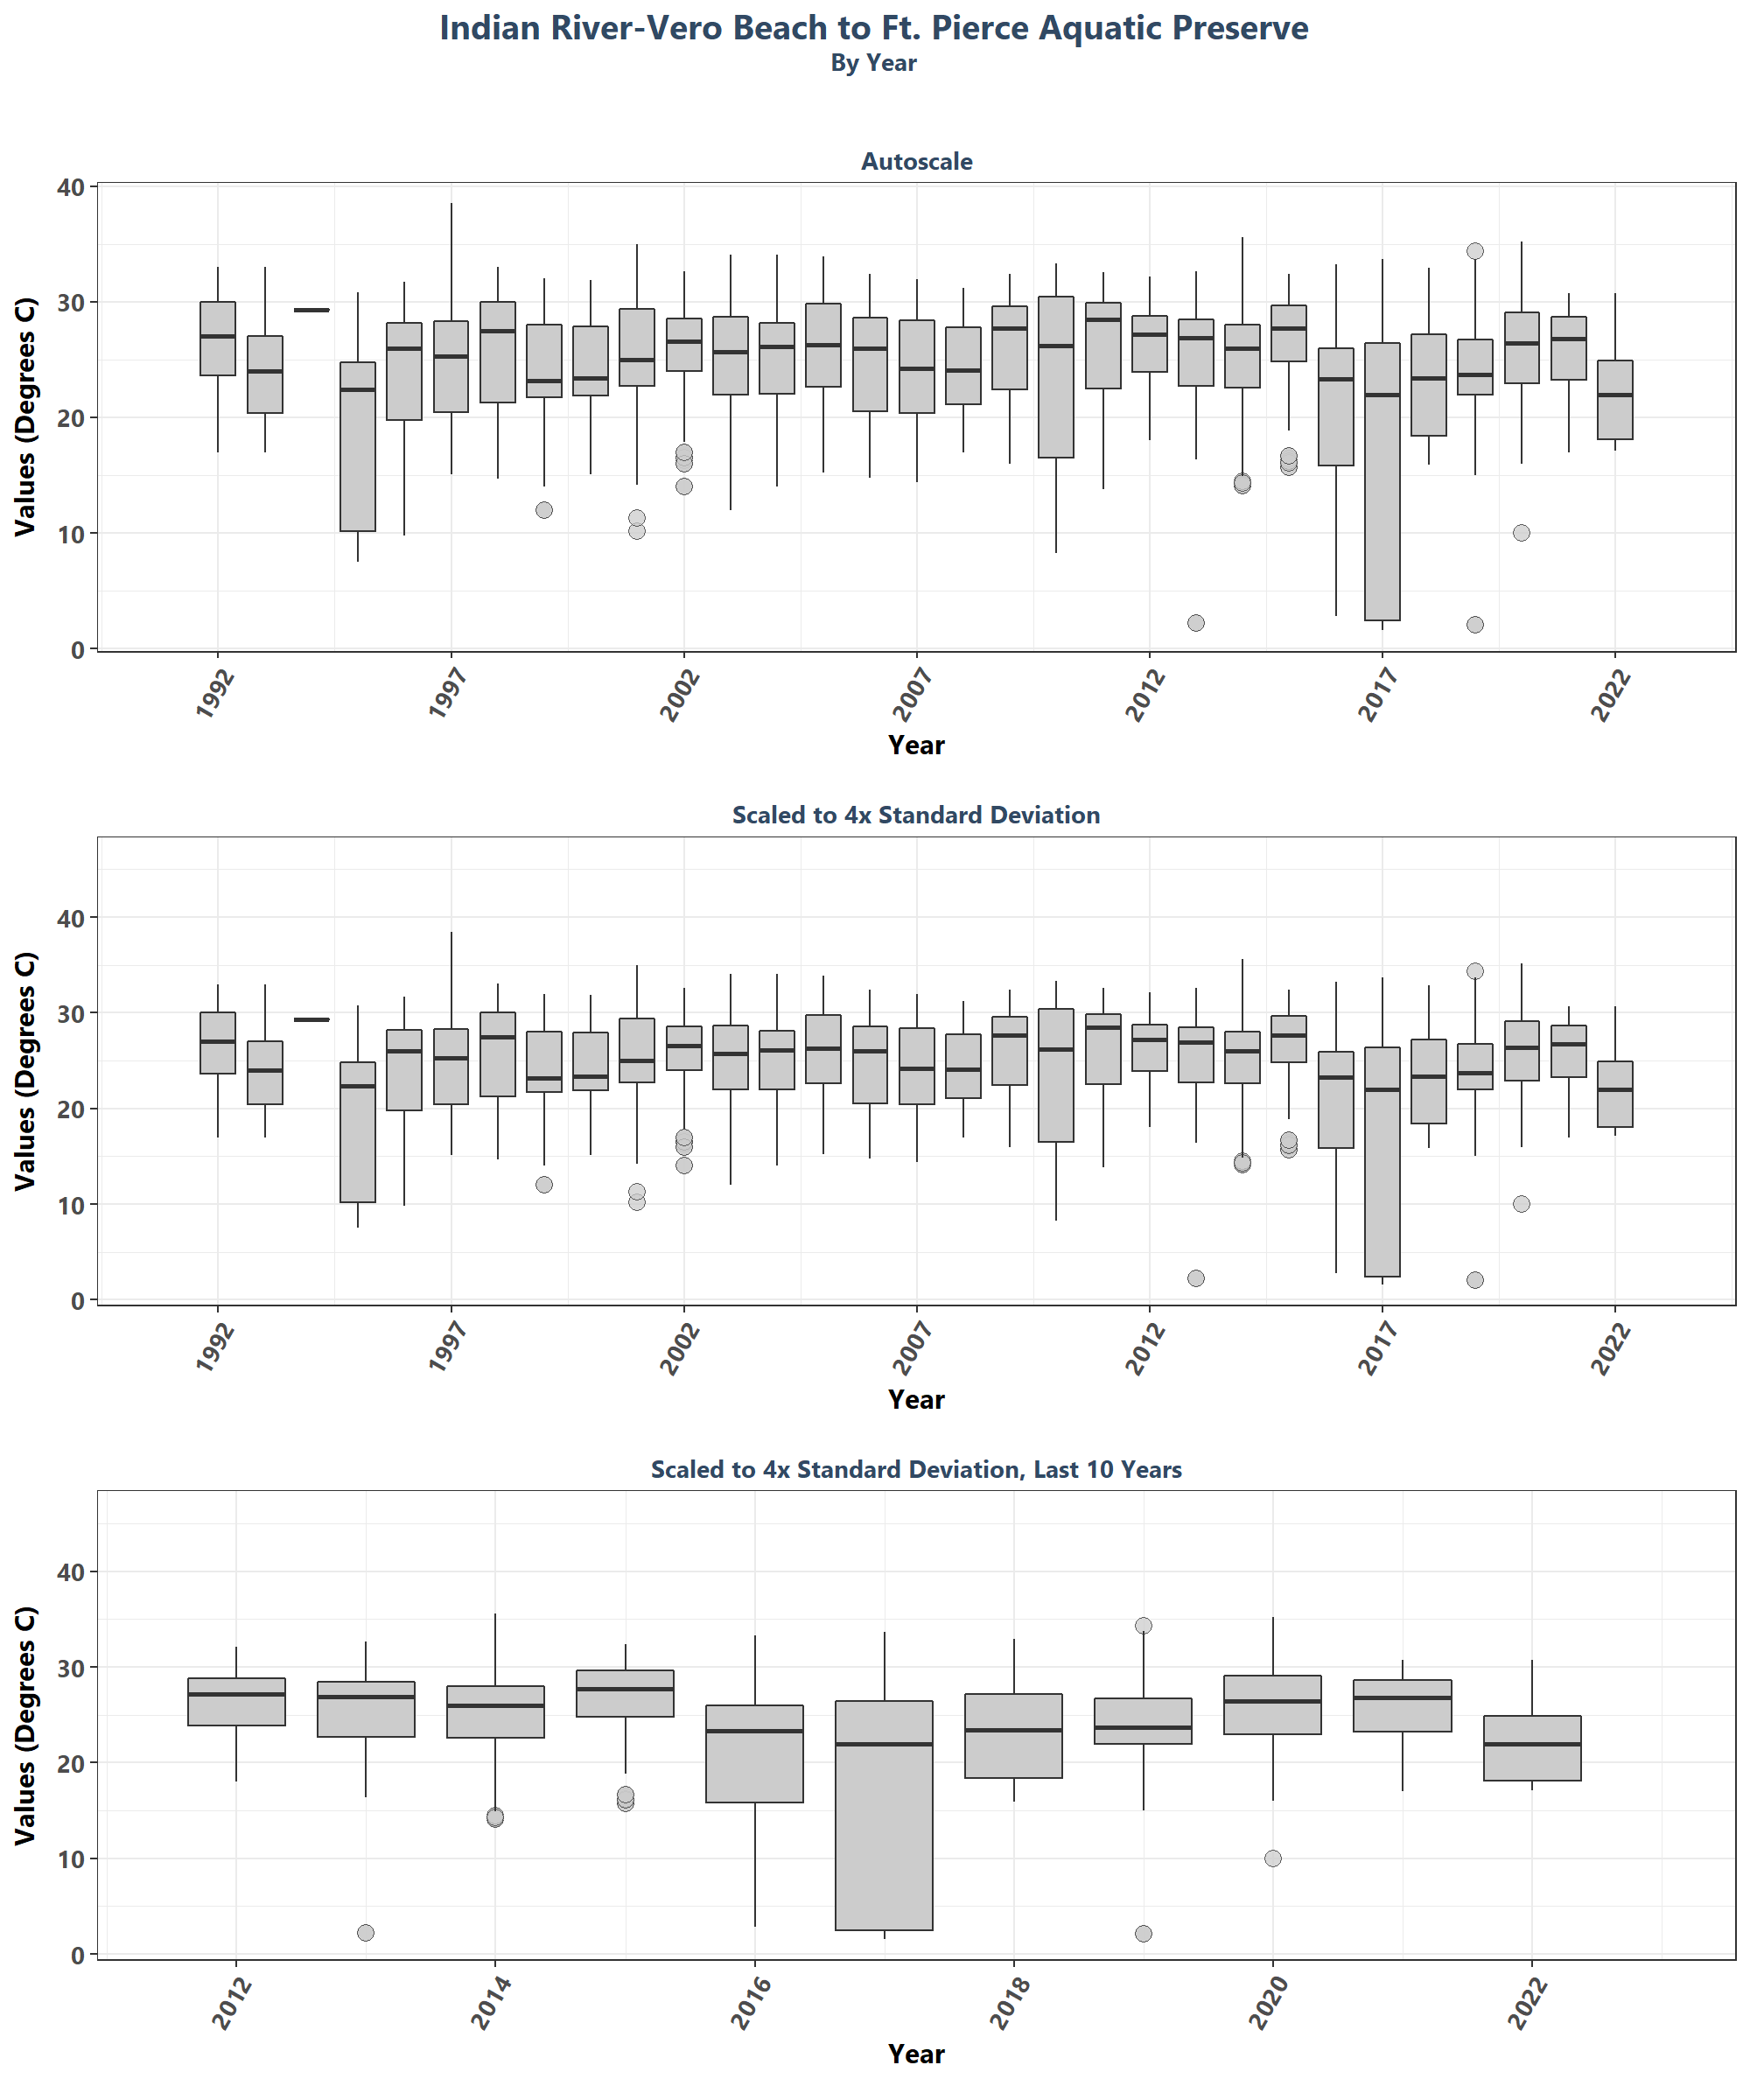 Indian River-Vero Beach to Ft. Pierce Aquatic Preserve
By Year
Autoscale
Values (Degrees C)
40
30
20
10
0
1992 1997 2002 2007 2012 2017 2022
Year
Scaled to 4x Standard Deviation
Values (Degrees C)
40
30
20
10
0
1992 1997 2002 2007 2012 2017 2022
Year
Scaled to 4x Standard Deviation, Last 10 Years
Values (Degrees C)
40
30
20
10
0
2012 2014 2016 2018 2020 2022
Year